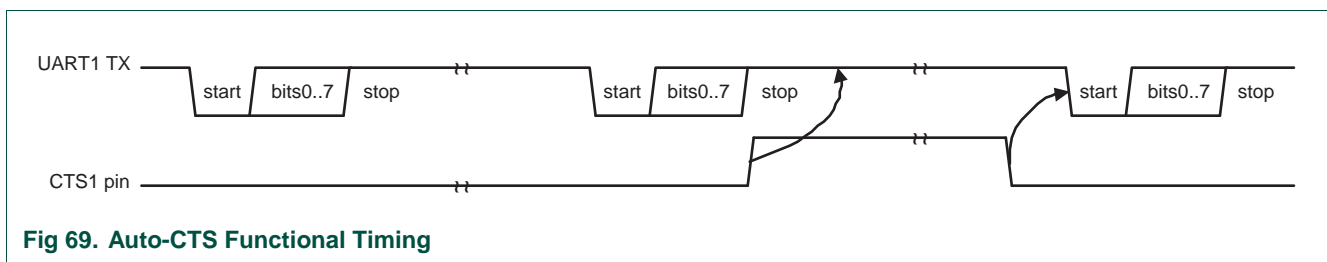 UART1 TX
start bits0..7 stop
start bits0..7 stop
start bits0..7 stop
CTS1 pin
Fig 69. Auto-CTS Functional Timing